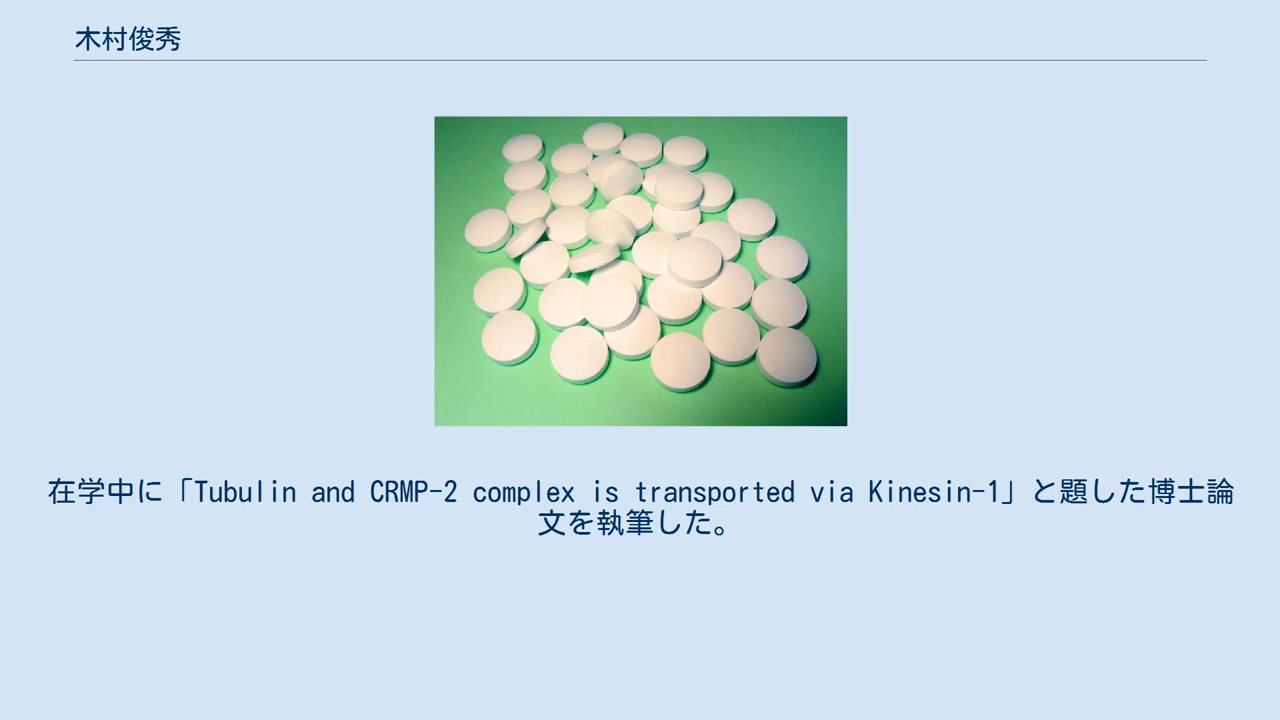 木村俊秀
在学中に「Tubulin and CRMP-2 complex is transported via Kinesin-1」と題した博士論
文を執筆した。